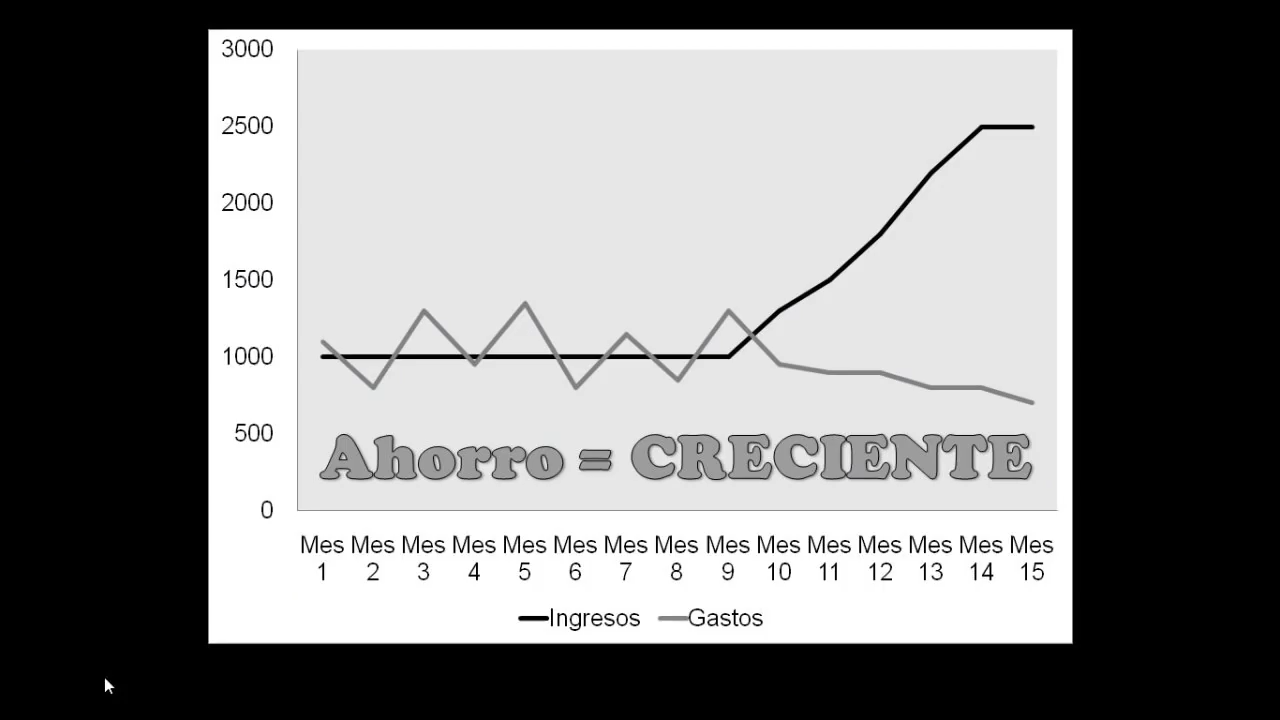 3000
2500
2000
1500
1000
500
0
Ahorro = CRECIENTE
Mes Mes Mes Mes Mes Mes Mes Mes Mes Mes Mes Mes Mes Mes Mes
1 2 3 4 5 6 7 8 9 10 11 12 13 14 15
Ingresos Gastos